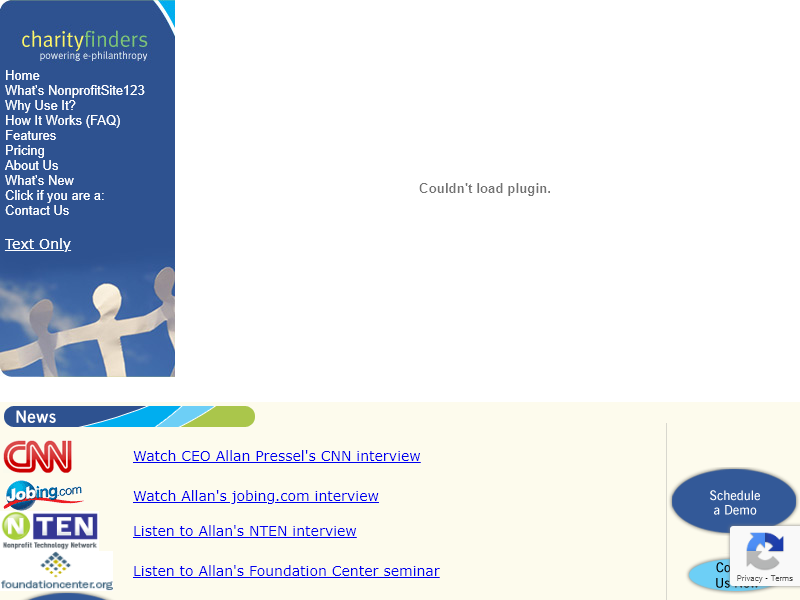 charityfinders
powering e-philanthropy
Home
What's NonprofitSite123
Why Use It?
How It Works (FAQ)
Features
Pricing
About Us
What's New
Click if you are a:
Contact Us
Text Only
Couldn't load plugin.
News
CNN
Watch CEO Allan Pressel's CNN interview
Jobing.com
Watch Allan's jobing.com interview
NTEN
Nonprofit Technology Network
Listen to Allan's NTEN interview
foundationcenter.org
Listen to Allan's Foundation Center seminar
Schedule
a Demo
Us
Privacy - Terms